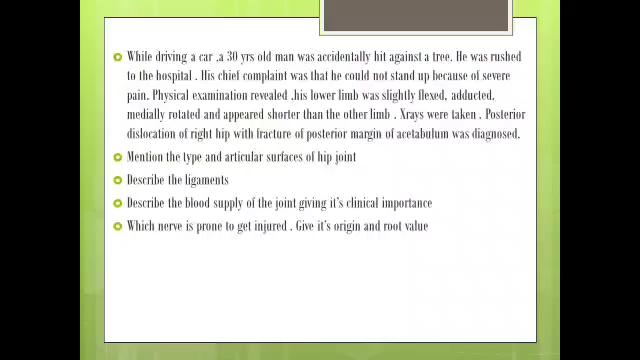 While driving a car ,a 30 yrs old man was accidentally hit against a tree. He was rushed
to the hospital . His chief complaint was that he could not stand up because of severe
pain. Physical examination revealed ,his lower limb was slightly flexed, adducted,
medially rotated and appeared shorter than the other limb . Xrays were taken . Posterior
dislocation of right hip with fracture of posterior margin of acetabulum was diagnosed.
Mention the type and articular surfaces of hip joint
Describe the ligaments
Describe the blood supply of the joint giving it's clinical importance
Which nerve is prone to get injured . Give it's origin and root value